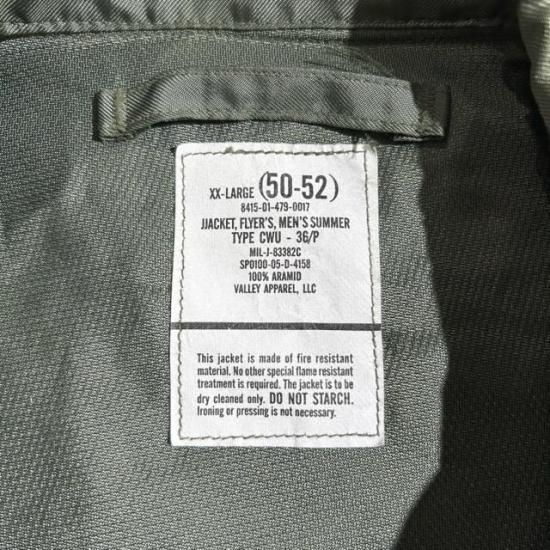 XX-LARGE (50-52)
8415-01-479-0017
JJACKET, FLYER'S, MEN'S SUMMER
TYPE CWU - 36/P
MIL-J-83382C
SPO100-05-D-4158
100% ARAMID
VALLEY APPAREL, LLC
This jacket is made of fire resistant
material. No other special flame resistant
treatment is required. The jacket is to be
dry cleaned only. DO NOT STARCH.
Ironing or pressing is not necessary.